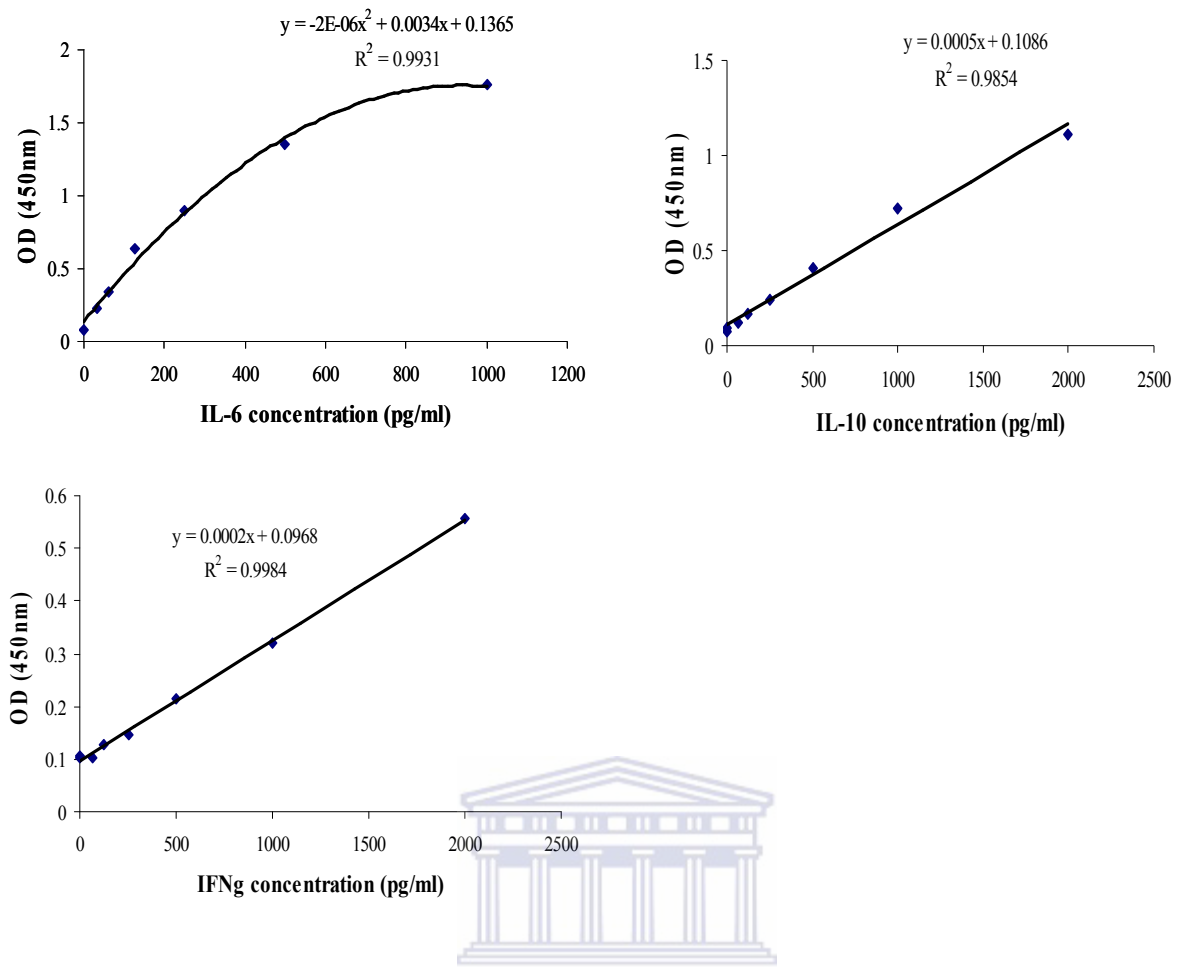 y = -2E-06x² + 0.0034x + 0.1365
R² = 0.9931
2
1.5
1
0.5
0
OD (450nm)
0 200 400 600 800 1000 1200
IL-6 concentration (pg/ml)
y = 0.0005x + 0.1086
R² = 0.9854
1.5
1
0.5
0
OD (450nm)
0 500 1000 1500 2000 2500
IL-10 concentration (pg/ml)
y = 0.0002x + 0.0968
R² = 0.9984
0.6
0.5
0.4
0.3
0.2
0.1
0
OD (450nm)
0 500 1000 1500 2000 2500
IFNg concentration (pg/ml)